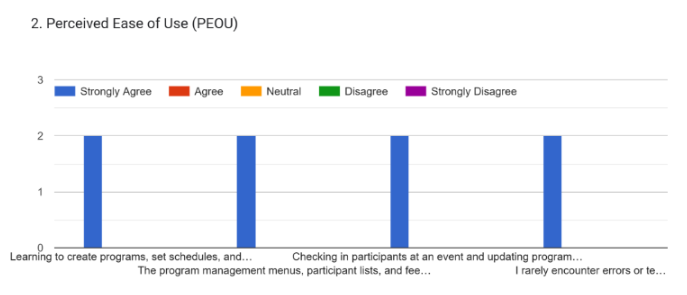 2. Perceived Ease of Use (PEOU)
3
Strongly Agree Agree Neutral Disagree Strongly Disagree
2
1
0
Learning to create programs, set schedules, and… Checking in participants at an event and updating program…
The program management menus, participant lists, and fee… I rarely encounter errors or te…